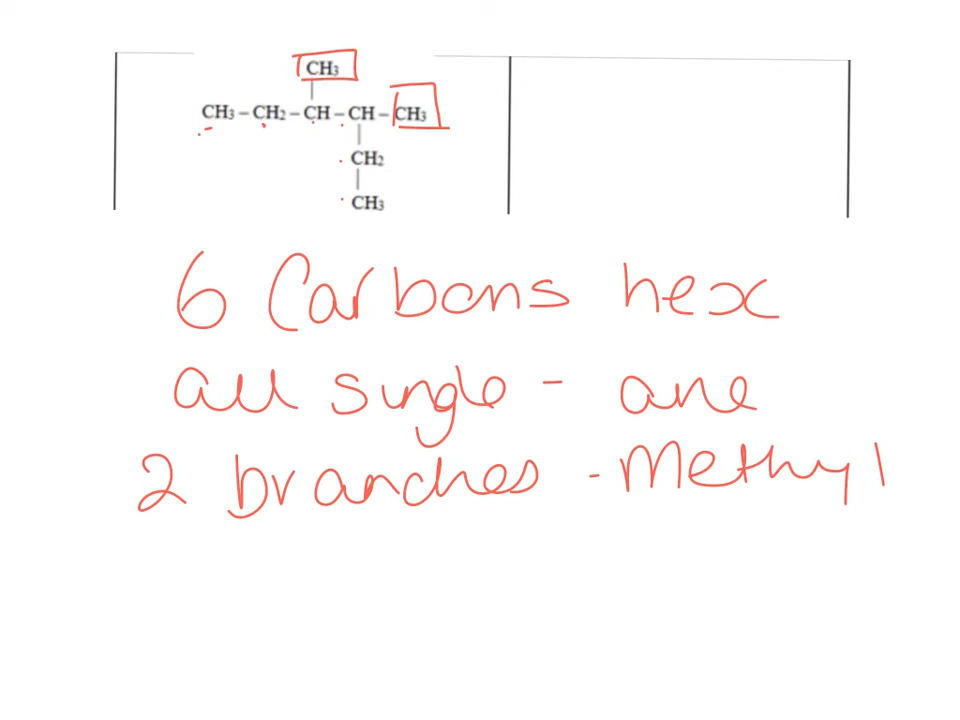 CH3
CH3 – CH2 – CH – CH – CH3
CH2
CH3
6 Carbons hex
all single - ane
2 branches - Methyl